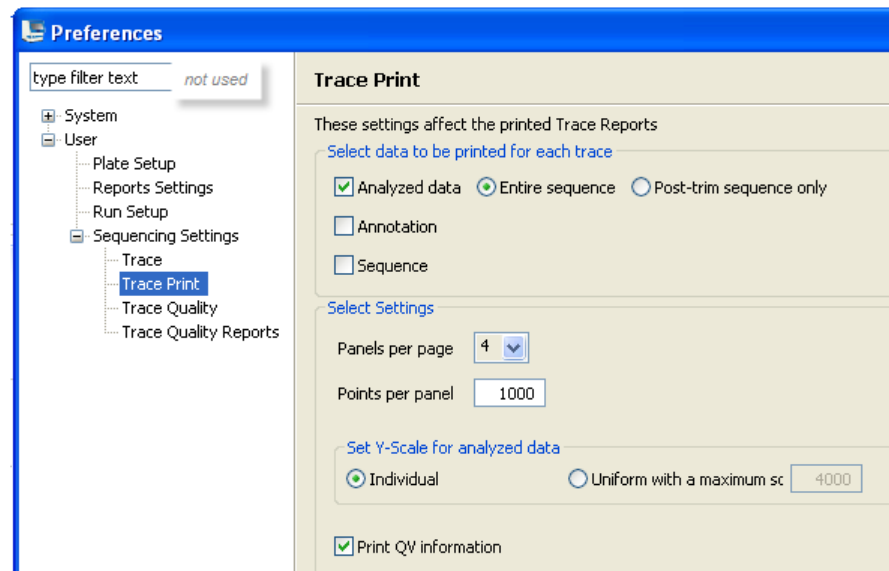 Preferences
type filter text
not used
System
User
Plate Setup
Reports Settings
Run Setup
Sequencing Settings
Trace
Trace Print
Trace Quality
Trace Quality Reports
Trace Print
These settings affect the printed Trace Reports
Select data to be printed for each trace
Analyzed data Entire sequence Post-trim sequence only
Annotation
Sequence
Select Settings
Panels per page 4
Points per panel 1000
Set Y-Scale for analyzed data
Individual Uniform with a maximum sc 4000
Print QV information